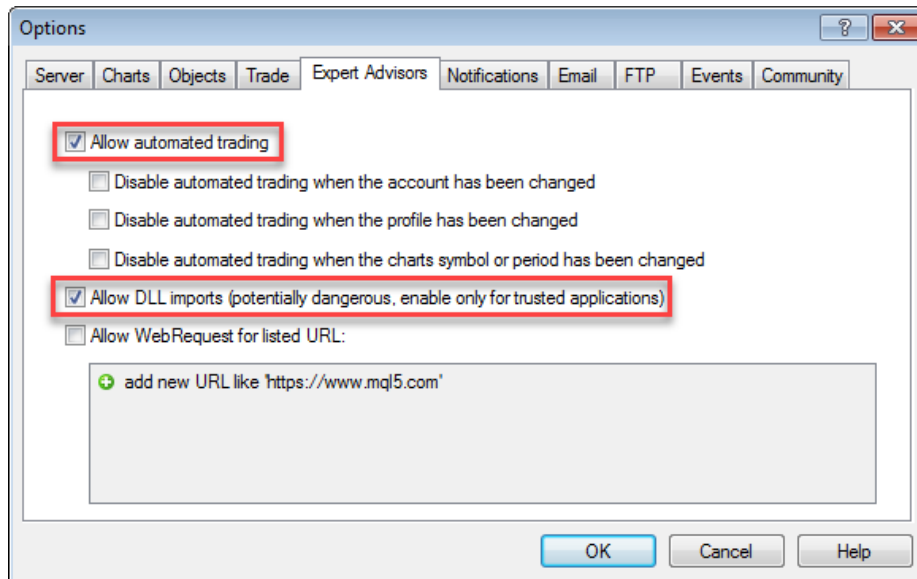 Options
?
Server Charts Objects Trade Expert Advisors Notifications Email FTP Events Community
Allow automated trading
Disable automated trading when the account has been changed
Disable automated trading when the profile has been changed
Disable automated trading when the charts symbol or period has been changed
Allow DLL imports (potentially dangerous, enable only for trusted applications)
Allow WebRequest for listed URL:
add new URL like 'https://www.mql5.com'
OK Cancel Help